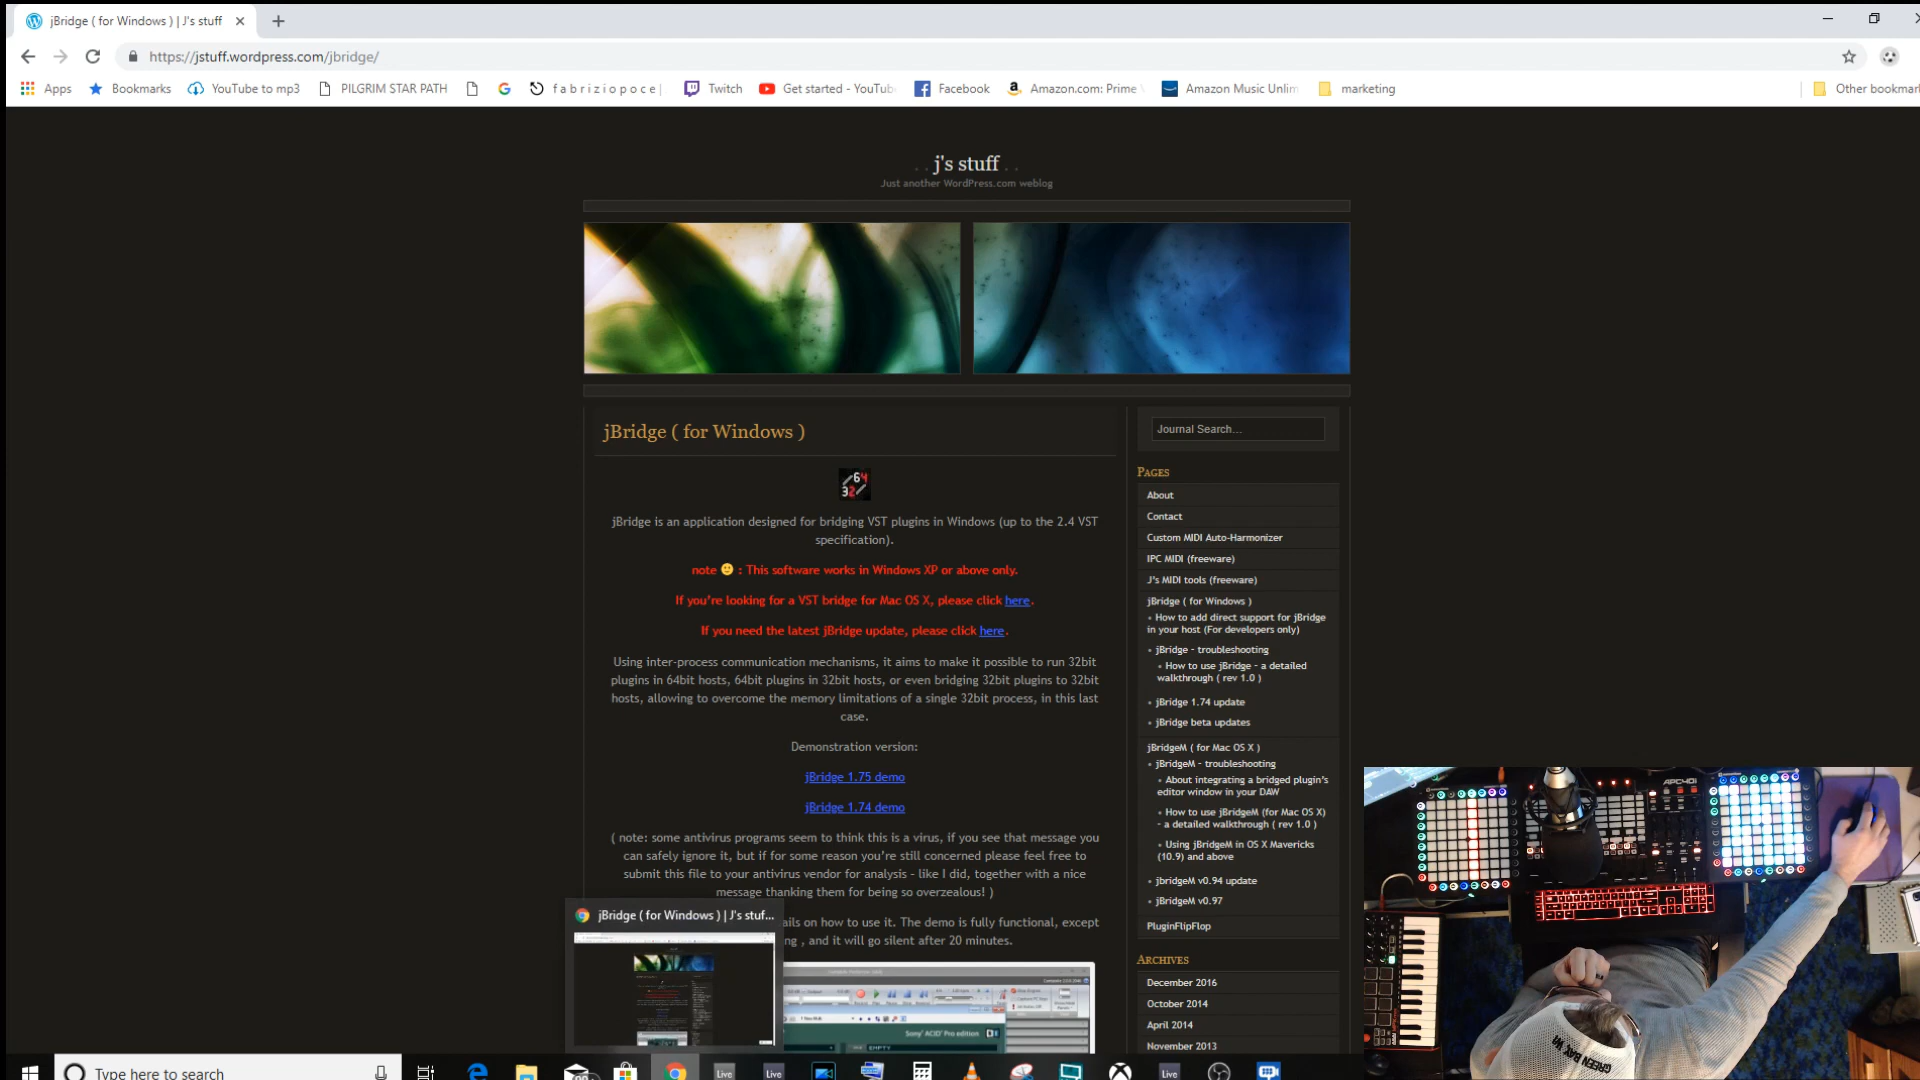 jBridge ( for Windows ) | J's stuff
https://jstuff.wordpress.com/jbridge/
Apps
Bookmarks
YouTube to mp3
PILGRIM STAR PATH
f a b r i z i o p o c e |
Twitch
Get started - YouTub
Facebook
Amazon.com: Prime
Amazon Music Unlim
marketing
Other bookmar
. . j's stuff . .
Just another WordPress.com weblog
jBridge ( for Windows )
64
32
jBridge is an application designed for bridging VST plugins in Windows (up to the 2.4 VST
specification).
note 🙂 : This software works in Windows XP or above only.
If you're looking for a VST bridge for Mac OS X, please click here.
If you need the latest jBridge update, please click here.
Using inter-process communication mechanisms, it aims to make it possible to run 32bit
plugins in 64bit hosts, 64bit plugins in 32bit hosts, or even bridging 32bit plugins to 32bit
hosts, allowing to overcome the memory limitations of a single 32bit process, in this last
case.
Demonstration version:
jBridge 1.75 demo
jBridge 1.74 demo
( note: some antivirus programs seem to think this is a virus, if you see that message you
can safely ignore it, but if for some reason you're still concerned please feel free to
submit this file to your antivirus vendor for analysis - like I did, together with a nice
message thanking them for being so overzealous! )
ails on how to use it. The demo is fully functional, except
ng , and it will go silent after 20 minutes.
Sony' ACID' Pro edition
EMPTY
Journal Search...
Pages
About
Contact
Custom MIDI Auto-Harmonizer
IPC MIDI (freeware)
J's MIDI tools (freeware)
jBridge ( for Windows )
• How to add direct support for jBridge
in your host (For developers only)
• jBridge - troubleshooting
• How to use jBridge - a detailed
walkthrough ( rev 1.0 )
• jBridge 1.74 update
• jBridge beta updates
jBridgeM ( for Mac OS X )
• jBridgeM - troubleshooting
• About integrating a bridged plugin's
editor window in your DAW
• How to use jBridgeM (for Mac OS X)
- a detailed walkthrough ( rev 1.0 )
• Using jBridgeM in OS X Mavericks
(10.9) and above
• jbridgeM v0.94 update
• jBridgeM v0.97
PluginFlipFlop
Archives
December 2016
October 2014
April 2014
November 2013
jBridge ( for Windows ) | J's stuf...
Type here to search
Live
Live
Live
APC40
GREEN BAY, WI